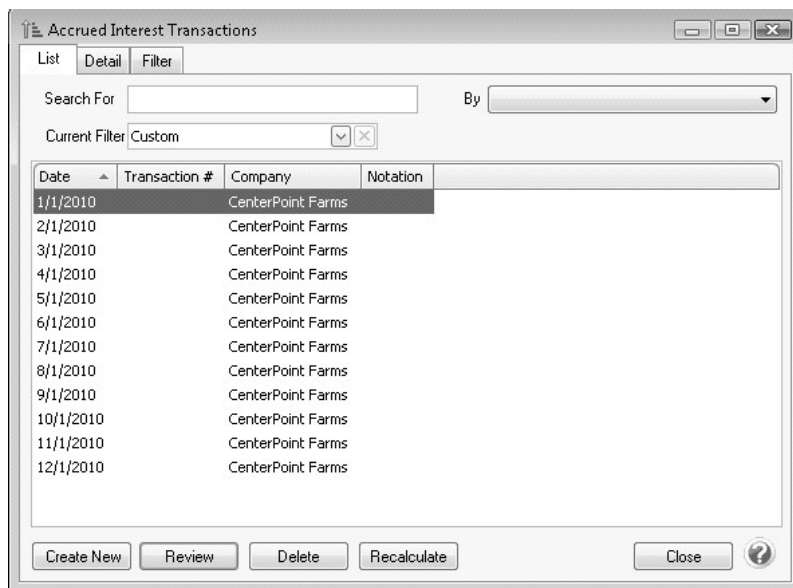 Accrued Interest Transactions
List Detail Filter
Search For By
Current Filter Custom
Date Transaction # Company Notation
1/1/2010 CenterPoint Farms
2/1/2010 CenterPoint Farms
3/1/2010 CenterPoint Farms
4/1/2010 CenterPoint Farms
5/1/2010 CenterPoint Farms
6/1/2010 CenterPoint Farms
7/1/2010 CenterPoint Farms
8/1/2010 CenterPoint Farms
9/1/2010 CenterPoint Farms
10/1/2010 CenterPoint Farms
11/1/2010 CenterPoint Farms
12/1/2010 CenterPoint Farms
Create New Review Delete Recalculate Close ?